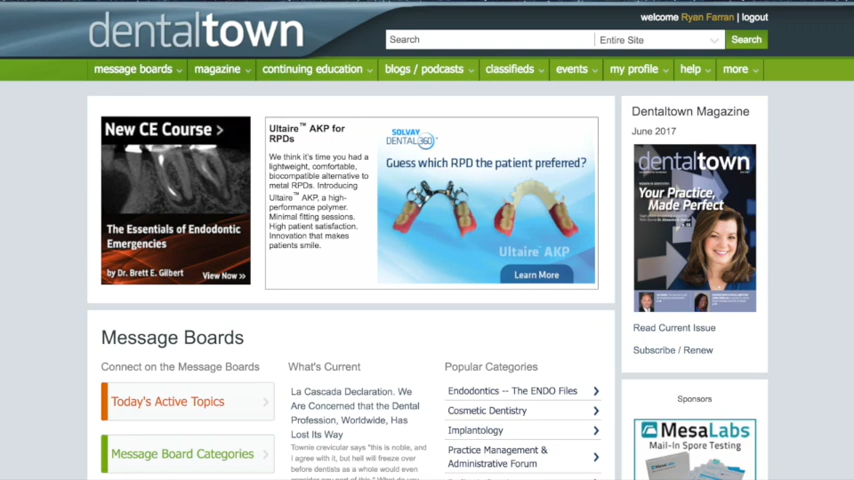 dentaltown
welcome Ryan Farran | logout
Search
Entire Site
Search
message boards
magazine
continuing education
blogs / podcasts
classifieds
events
my profile
help
more
New CE Course >
The Essentials of Endodontic
Emergencies
by Dr. Brett E. Gilbert
View Now >>
Ultaire™ AKP for
RPDs
We think it's time you had a
lightweight, comfortable,
biocompatible alternative to
metal RPDs. Introducing
Ultaire™ AKP, a high-
performance polymer.
Minimal fitting sessions.
High patient satisfaction.
Innovation that makes
patients smile.
SOLVAY
DENTAL 360™
Guess which RPD the patient preferred?
Ultaire™ AKP
Learn More
Dentaltown Magazine
June 2017
dentaltown
Your Practice,
Made Perfect
Read Current Issue
Subscribe / Renew
Message Boards
Connect on the Message Boards
Today's Active Topics
Message Board Categories
What's Current
La Cascada Declaration. We
Are Concerned that the Dental
Profession, Worldwide, Has
Lost Its Way
Townie crevicular says "this is noble, and
I agree with it, but hell will freeze over
before dentists as a whole would even
Popular Categories
Endodontics -- The ENDO Files
Cosmetic Dentistry
Implantology
Practice Management &
Administrative Forum
Sponsors
MesaLabs
Mail-In Spore Testing